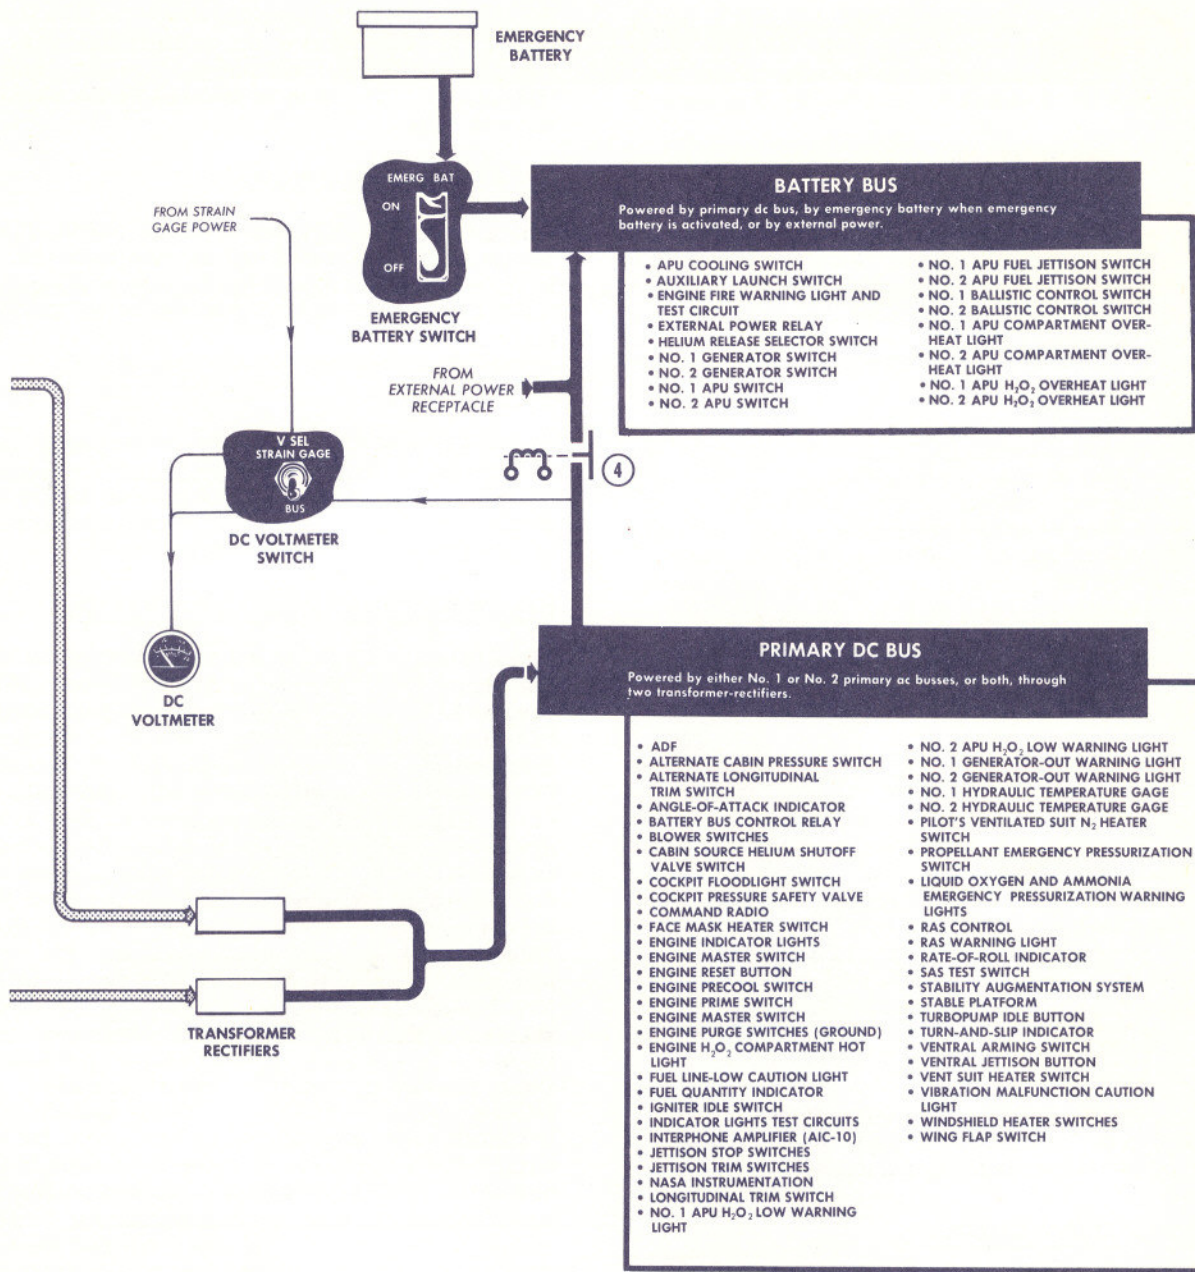 EMERGENCY
BATTERY
EMERG BAT
ON
OFF
EMERGENCY
BATTERY SWITCH
BATTERY BUS
Powered by primary dc bus, by emergency battery when emergency
battery is activated, or by external power.
• APU COOLING SWITCH
• AUXILIARY LAUNCH SWITCH
• ENGINE FIRE WARNING LIGHT AND
TEST CIRCUIT
• EXTERNAL POWER RELAY
• HELIUM RELEASE SELECTOR SWITCH
• NO. 1 GENERATOR SWITCH
• NO. 2 GENERATOR SWITCH
• NO. 1 APU SWITCH
• NO. 2 APU SWITCH
• NO. 1 APU FUEL JETTISON SWITCH
• NO. 2 APU FUEL JETTISON SWITCH
• NO. 1 BALLISTIC CONTROL SWITCH
• NO. 2 BALLISTIC CONTROL SWITCH
• NO. 1 APU COMPARTMENT OVER-
HEAT LIGHT
• NO. 2 APU COMPARTMENT OVER-
HEAT LIGHT
• NO. 1 APU H₂O₂ OVERHEAT LIGHT
• NO. 2 APU H₂O₂ OVERHEAT LIGHT
FROM STRAIN
GAGE POWER
FROM
EXTERNAL POWER
RECEPTACLE
4
V SEL
STRAIN GAGE
BUS
DC VOLTMETER
SWITCH
DC
VOLTMETER
PRIMARY DC BUS
Powered by either No. 1 or No. 2 primary ac busses, or both, through
two transformer-rectifiers.
• ADF
• ALTERNATE CABIN PRESSURE SWITCH
• ALTERNATE LONGITUDINAL
TRIM SWITCH
• ANGLE-OF-ATTACK INDICATOR
• BATTERY BUS CONTROL RELAY
• BLOWER SWITCHES
• CABIN SOURCE HELIUM SHUTOFF
VALVE SWITCH
• COCKPIT FLOODLIGHT SWITCH
• COCKPIT PRESSURE SAFETY VALVE
• COMMAND RADIO
• FACE MASK HEATER SWITCH
• ENGINE INDICATOR LIGHTS
• ENGINE MASTER SWITCH
• ENGINE RESET BUTTON
• ENGINE PRECOOL SWITCH
• ENGINE PRIME SWITCH
• ENGINE MASTER SWITCH
• ENGINE PURGE SWITCHES (GROUND)
• ENGINE H₂O₂ COMPARTMENT HOT
LIGHT
• FUEL LINE-LOW CAUTION LIGHT
• FUEL QUANTITY INDICATOR
• IGNITER IDLE SWITCH
• INDICATOR LIGHTS TEST CIRCUITS
• INTERPHONE AMPLIFIER (AIC-10)
• JETTISON STOP SWITCHES
• JETTISON TRIM SWITCHES
• NASA INSTRUMENTATION
• LONGITUDINAL TRIM SWITCH
• NO. 1 APU H₂O₂ LOW WARNING
LIGHT
• NO. 2 APU H₂O₂ LOW WARNING LIGHT
• NO. 1 GENERATOR-OUT WARNING LIGHT
• NO. 2 GENERATOR-OUT WARNING LIGHT
• NO. 1 HYDRAULIC TEMPERATURE GAGE
• NO. 2 HYDRAULIC TEMPERATURE GAGE
• PILOT'S VENTILATED SUIT N₂ HEATER
SWITCH
• PROPELLANT EMERGENCY PRESSURIZATION
SWITCH
• LIQUID OXYGEN AND AMMONIA
EMERGENCY PRESSURIZATION WARNING
LIGHTS
• RAS CONTROL
• RAS WARNING LIGHT
• RATE-OF-ROLL INDICATOR
• SAS TEST SWITCH
• STABILITY AUGMENTATION SYSTEM
• STABLE PLATFORM
• TURBOPUMP IDLE BUTTON
• TURN-AND-SLIP INDICATOR
• VENTRAL ARMING SWITCH
• VENTRAL JETTISON BUTTON
• VENT SUIT HEATER SWITCH
• VIBRATION MALFUNCTION CAUTION
LIGHT
• WINDSHIELD HEATER SWITCHES
• WING FLAP SWITCH
TRANSFORMER
RECTIFIERS